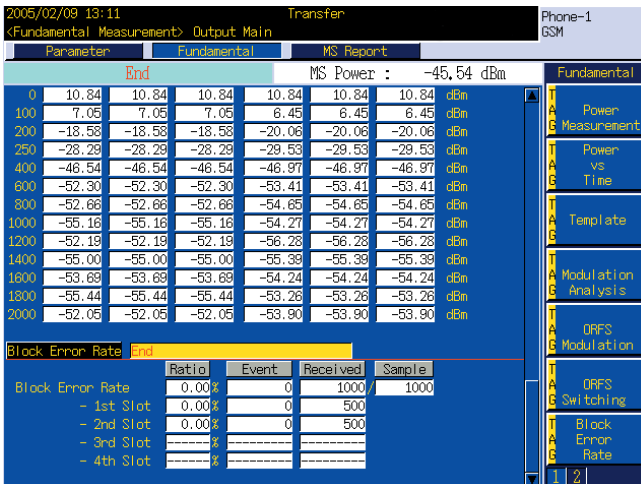 2005/02/09 13:11 Transfer Phone-1
<Fundamental Measurement> Output Main GSM
Parameter Fundamental MS Report
End MS Power : -45.54 dBm Fundamental
0 10.84 10.84 10.84 10.84 10.84 10.84 dBm
100 7.05 7.05 7.05 6.45 6.45 6.45 dBm
200 -18.58 -18.58 -18.58 -20.06 -20.06 -20.06 dBm
250 -28.29 -28.29 -28.29 -29.53 -29.53 -29.53 dBm
400 -46.54 -46.54 -46.54 -46.97 -46.97 -46.97 dBm
600 -52.30 -52.30 -52.30 -53.41 -53.41 -53.41 dBm
800 -52.66 -52.66 -52.66 -54.65 -54.65 -54.65 dBm
1000 -55.16 -55.16 -55.16 -54.27 -54.27 -54.27 dBm
1200 -52.19 -52.19 -52.19 -56.28 -56.28 -56.28 dBm
1400 -55.00 -55.00 -55.00 -55.39 -55.39 -55.39 dBm
1600 -53.69 -53.69 -53.69 -54.24 -54.24 -54.24 dBm
1800 -55.44 -55.44 -55.44 -53.26 -53.26 -53.26 dBm
2000 -52.05 -52.05 -52.05 -53.90 -53.90 -53.90 dBm
Block Error Rate End
Ratio Event Received Sample
Block Error Rate 0.00% 0 1000/ 1000
- 1st Slot 0.00% 0 500
- 2nd Slot 0.00% 0 500
- 3rd Slot ------% --------- ---------
- 4th Slot ------% --------- ---------
TAG Power
Measurement
TAG Power
vs
Time
TAG Template
TAG Modulation
Analysis
TAG ORFS
Modulation
TAG ORFS
Switching
TAG Block
Error
Rate
1 2